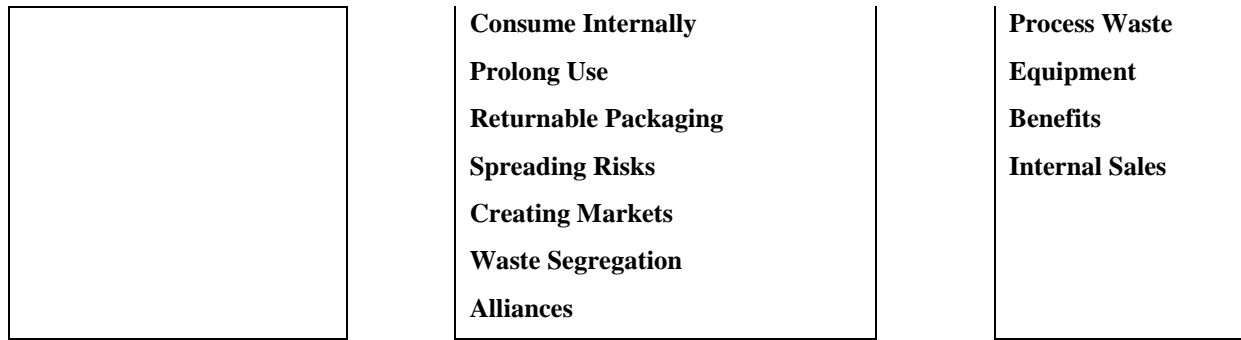 Consume Internally
Prolong Use
Returnable Packaging
Spreading Risks
Creating Markets
Waste Segregation
Alliances
Process Waste
Equipment
Benefits
Internal Sales